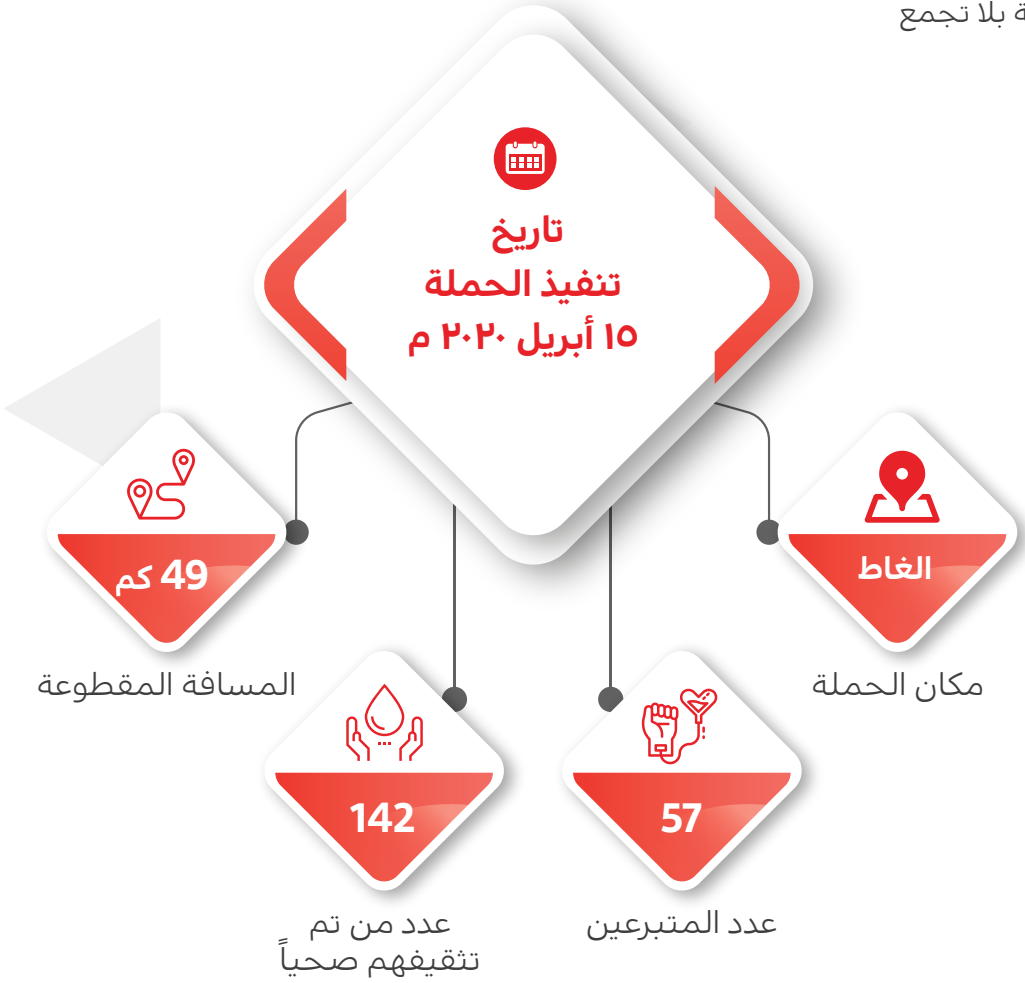 ة بلا تجمع
تاريخ
تنفيذ الحملة
١٥ أبريل ٢٠٢٠ م
الغاط
مكان الحملة
49 كم
المسافة المقطوعة
57
عدد المتبرعين
142
عدد من تم
تثقيفهم صحياً